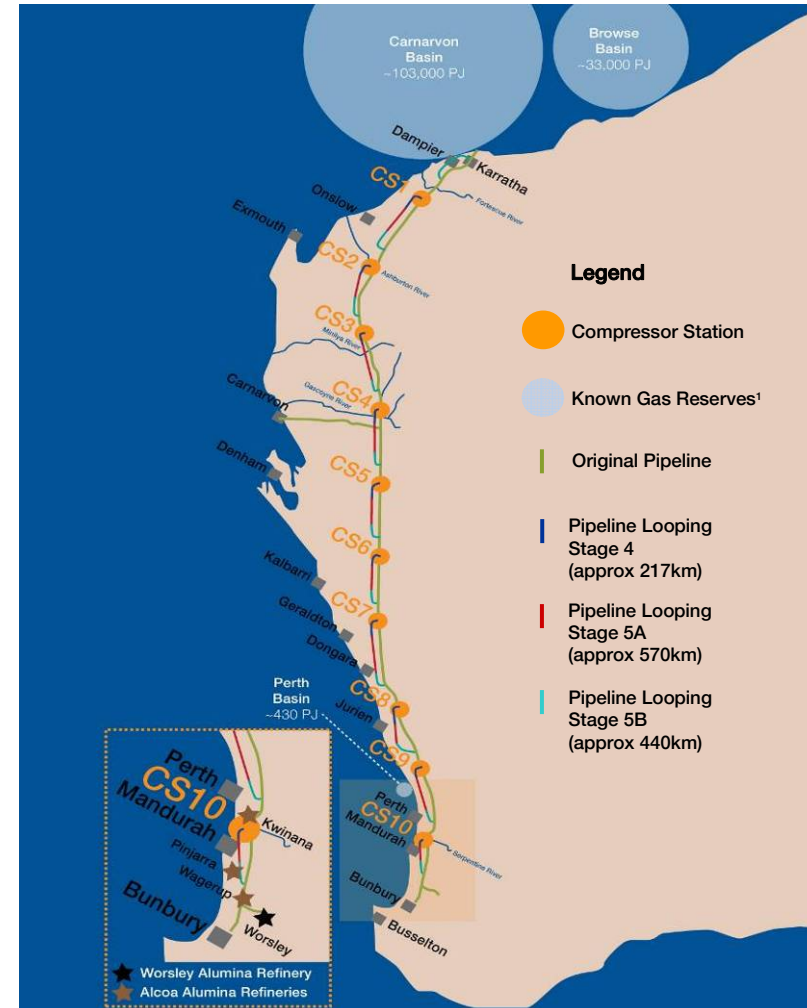 Carnarvon
Basin
~103,000 PJ
Browse
Basin
~33,000 PJ
Dampier
Karratha
CS1
Fortescue River
Onslow
Exmouth
CS2
Ashburton River
CS3
Minilya River
CS4
Gascoyne River
Carnarvon
Denham
CS5
CS6
Kalbarri
CS7
Geraldton
Dongara
Perth
Basin
~430 PJ
CS8
Jurien
CS9
Perth
CS10
Mandurah
Serpentine River
Bunbury
Busselton
Legend
Compressor Station
Known Gas Reserves¹
Original Pipeline
Pipeline Looping
Stage 4
(approx 217km)
Pipeline Looping
Stage 5A
(approx 570km)
Pipeline Looping
Stage 5B
(approx 440km)
Perth
CS10
Mandurah
Kwinana
Pinjarra
Wagerup
Bunbury
Worsley
Worsley Alumina Refinery
Alcoa Alumina Refineries